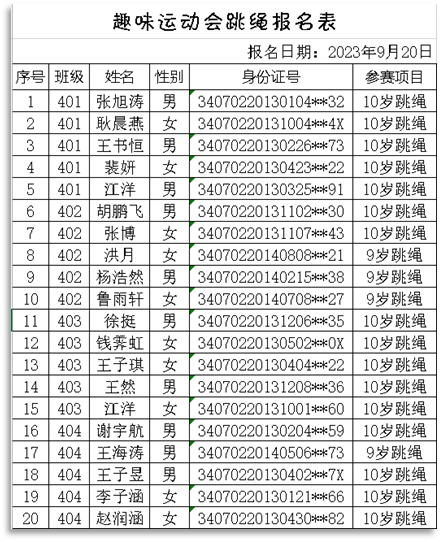 趣味运动会跳绳报名表
报名日期：2023年9月20日
序号 班级 姓名 性别 身份证号 参赛项目
1 401 张旭涛 男 34070220130104**32 10岁跳绳
2 401 耿晨燕 女 34070220131004**4X 10岁跳绳
3 401 王书恒 男 34070220130226**73 10岁跳绳
4 401 裴妍 女 34070220130423**22 10岁跳绳
5 401 江洋 男 34070220130325**91 10岁跳绳
6 402 胡鹏飞 男 34070220131102**30 10岁跳绳
7 402 张博 女 34070220131107**43 10岁跳绳
8 402 洪月 女 34070220140808**21 9岁跳绳
9 402 杨浩然 男 34070220140215**38 9岁跳绳
10 402 鲁雨轩 女 34070220140708**27 9岁跳绳
11 403 徐挺 男 34070220131206**35 10岁跳绳
12 403 钱霁虹 女 34070220130502**0X 10岁跳绳
13 403 王子琪 女 34070220130404**22 10岁跳绳
14 403 王然 男 34070220131208**36 10岁跳绳
15 403 江洋 女 34070220131001**60 10岁跳绳
16 404 谢宇航 男 34070220130204**59 10岁跳绳
17 404 王海涛 男 34070220140506**73 9岁跳绳
18 404 王子昱 男 34070220130402**7X 10岁跳绳
19 404 李子涵 女 34070220130121**66 10岁跳绳
20 404 赵润涵 女 34070220130430**82 10岁跳绳